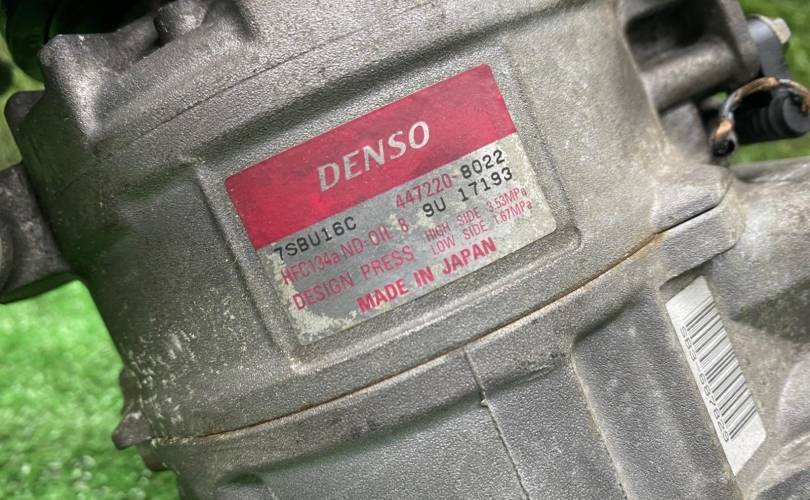 DENSO
7SBU16C 447220-8022
HFC134a ND-OIL 8 9U 17193
DESIGN PRESS HIGH SIDE 3.53MPa
LOW SIDE 1.67MPa
MADE IN JAPAN